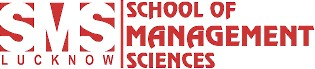 SMS
LUCKNOW
SCHOOL OF
MANAGEMENT
SCIENCES